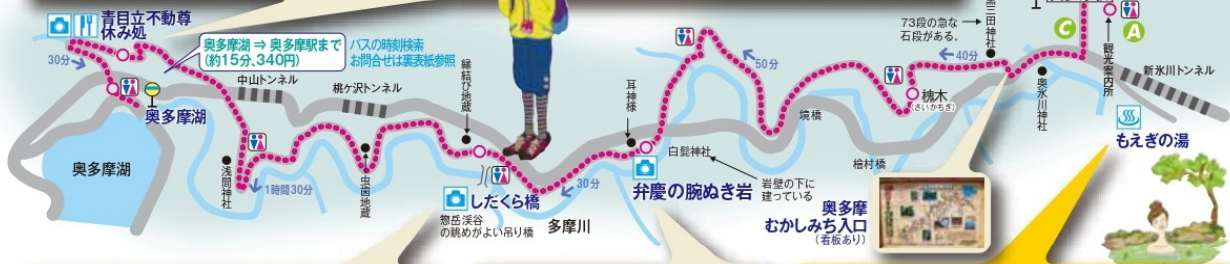 青目立不動尊
休み処
30分
奥多摩湖 ⇒ 奥多摩駅まで
(約15分、340円)
バスの時刻検索
お問合せは裏表紙参照
中山トンネル
桃ケ沢トンネル
縁結び地蔵
奥多摩湖
奥多摩湖
浅間神社
1時間30分
虫歯地蔵
しだくら橋
惣岳渓谷
の眺めがよい吊り橋
多摩川
30分
耳神様
弁慶の腕ぬき岩
白髭神社
岩壁の下に
建っている
50分
境橋
槐木
(さいかちぎ)
40分
73段の急な
石段がある。
三田神社
檜村橋
奥多摩
むかしみち入口
(看板あり)
奥氷川神社
観光案内所
C
A
新氷川トンネル
もえぎの湯